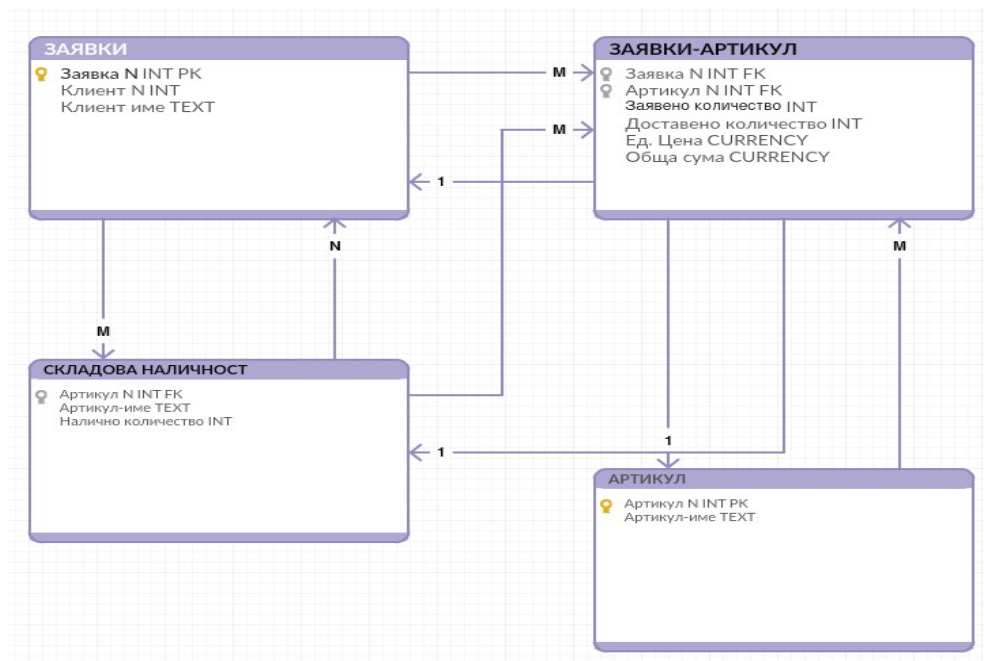 ЗАЯВКИ
Заявка N INT PK
Клиент N INT
Клиент име TEXT
ЗАЯВКИ-АРТИКУЛ
Заявка N INT FK
Артикул N INT FK
Заявено количество INT
Доставено количество INT
Ед. Цена CURRENCY
Обща сума CURRENCY
M
M
1
N
M
M
СКЛАДОВА НАЛИЧНОСТ
Артикул N INT FK
Артикул-име TEXT
Налично количество INT
1
1
АРТИКУЛ
Артикул N INT PK
Артикул-име TEXT